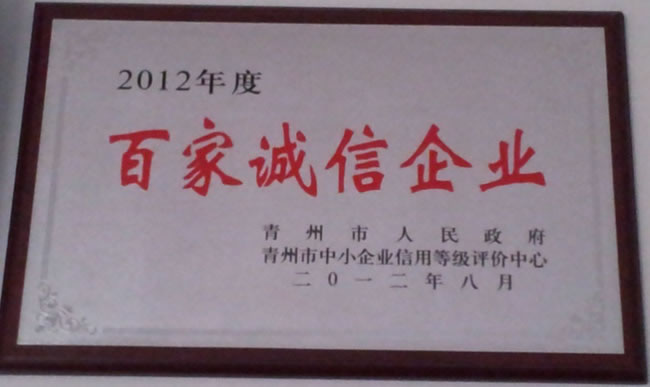 2012年度
百家诚信企业
青州市人民政府
青州市中小企业信用等级评价中心
二0一二年八月